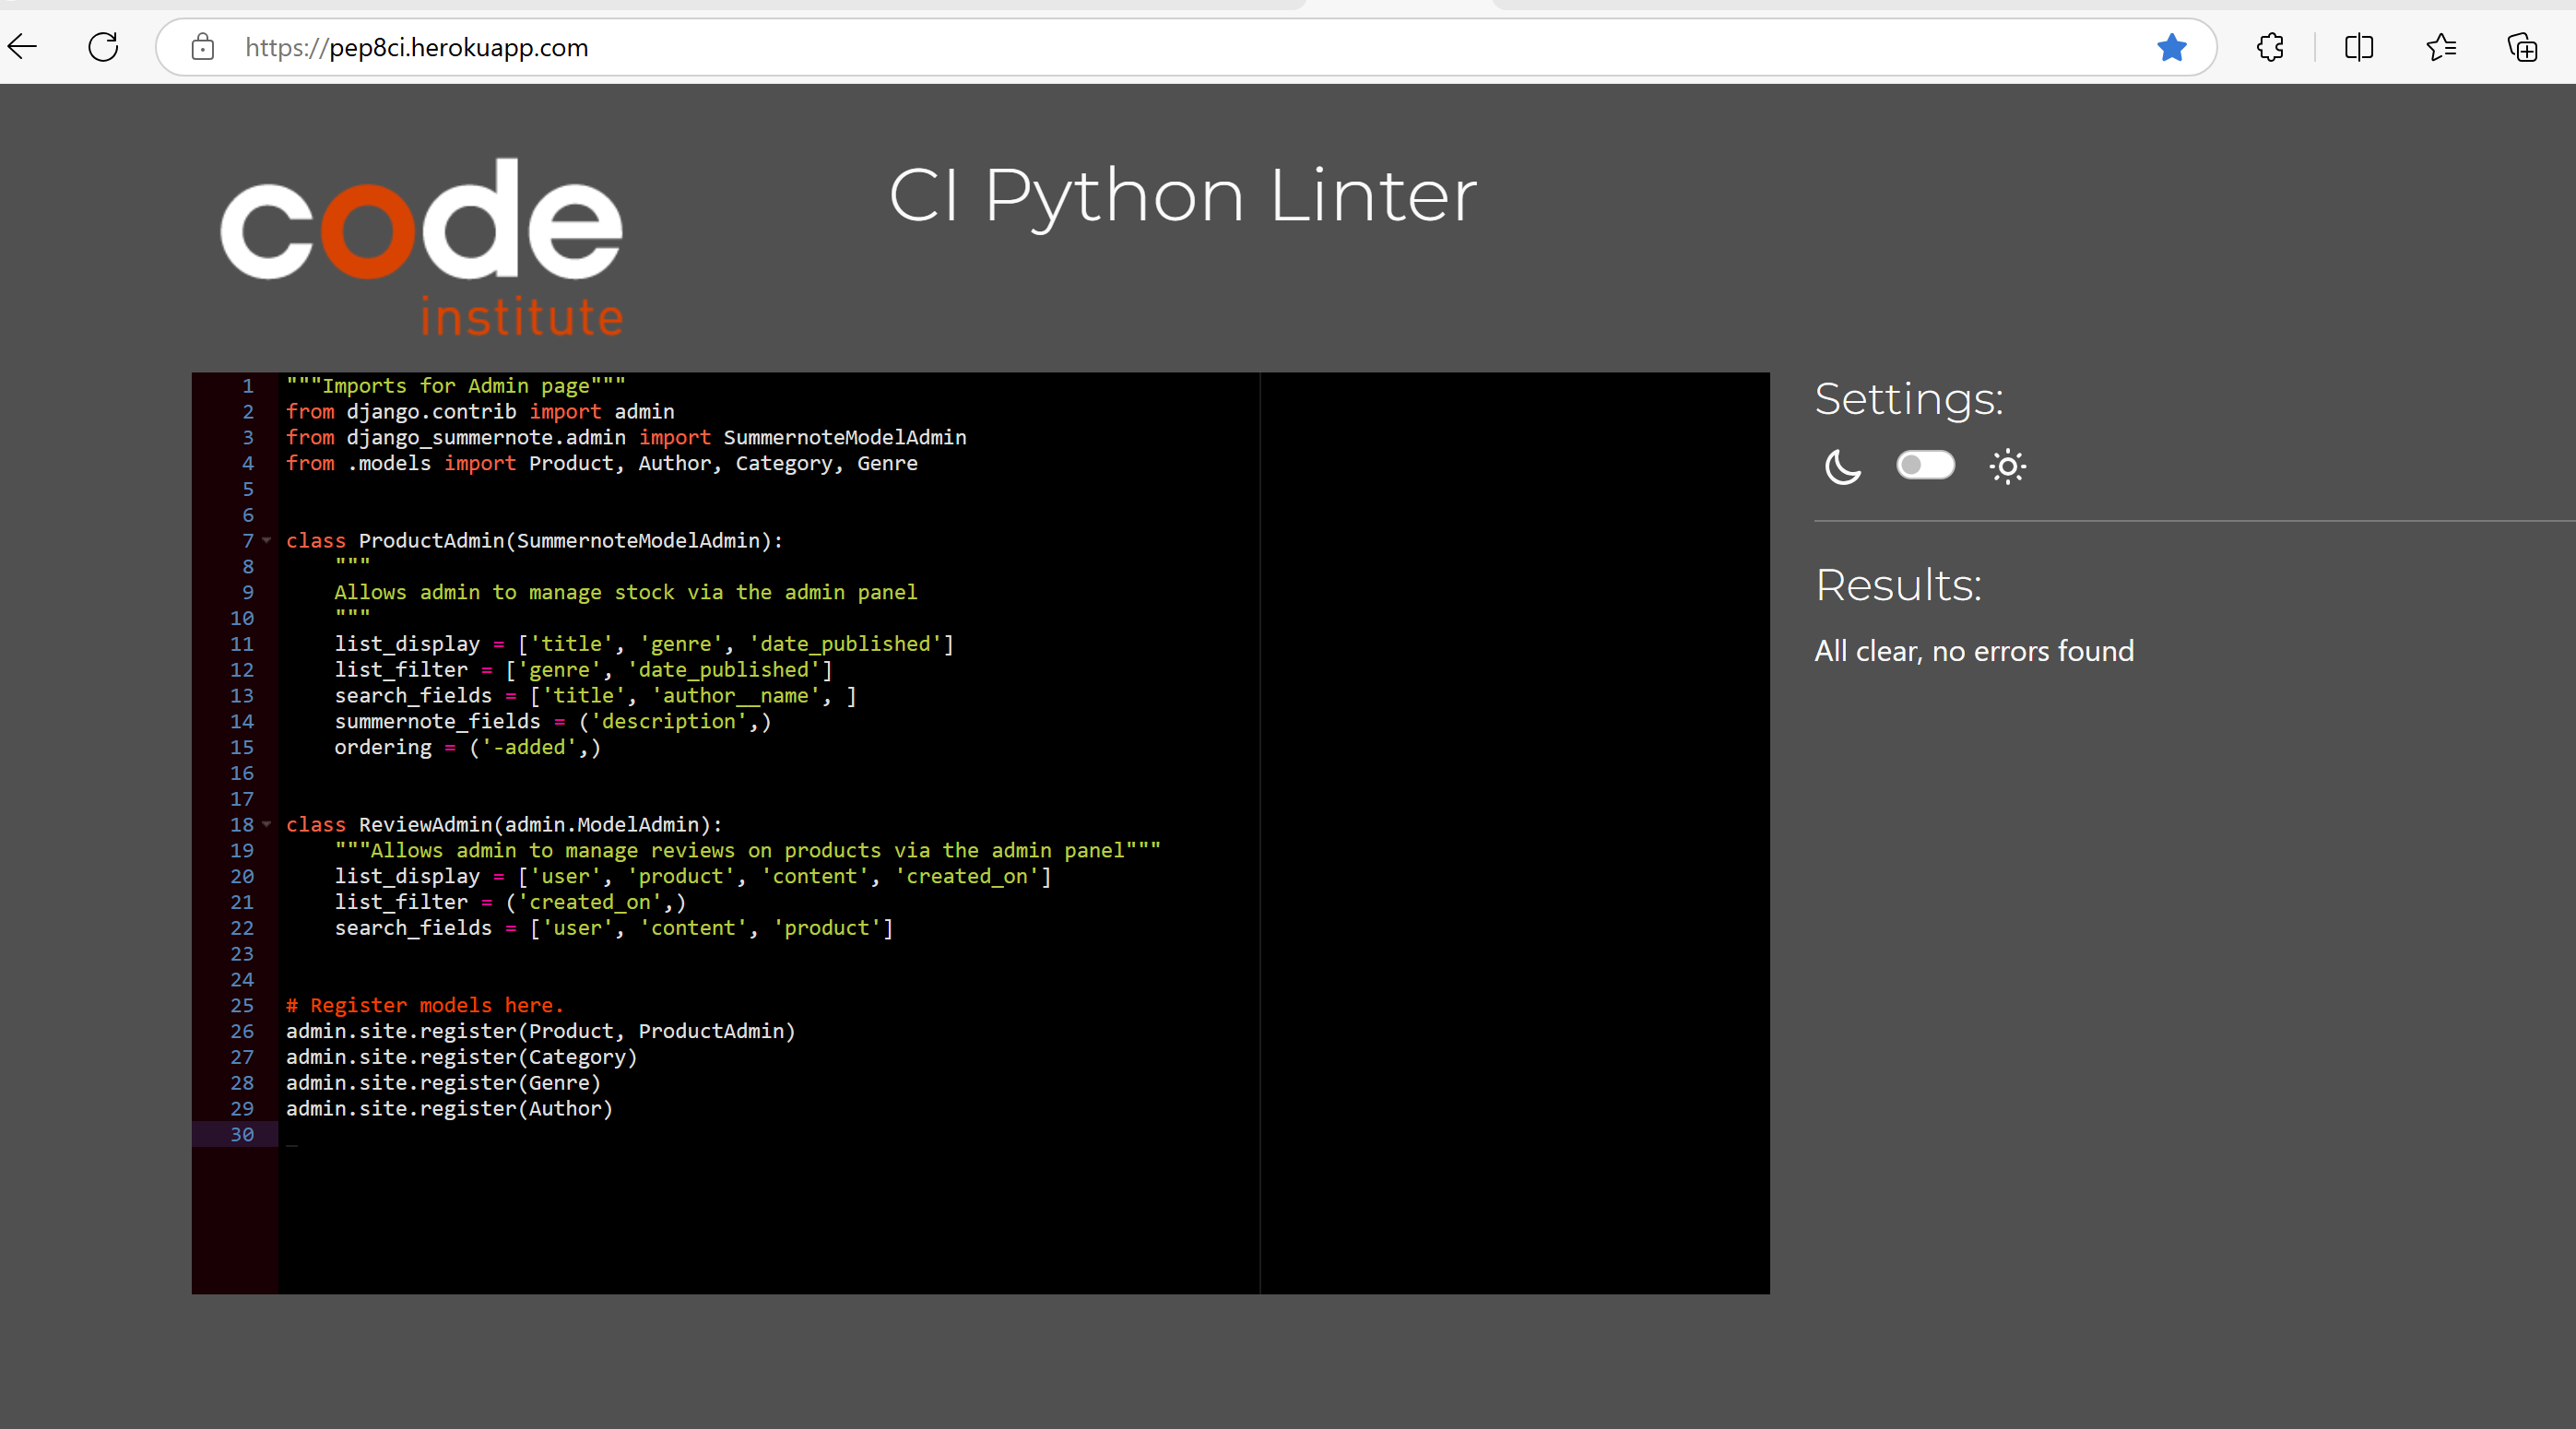 https://pep8ci.herokuapp.com
code
institute
CI Python Linter
1 """Imports for Admin page"""
2 from django.contrib import admin
3 from django_summernote.admin import SummernoteModelAdmin
4 from .models import Product, Author, Category, Genre
5
6
7 class ProductAdmin(SummernoteModelAdmin):
8     """
9     Allows admin to manage stock via the admin panel
10     """
11     list_display = ['title', 'genre', 'date_published']
12     list_filter = ['genre', 'date_published']
13     search_fields = ['title', 'author__name', ]
14     summernote_fields = ('description',)
15     ordering = ('-added',)
16
17
18 class ReviewAdmin(admin.ModelAdmin):
19     """Allows admin to manage reviews on products via the admin panel"""
20     list_display = ['user', 'product', 'content', 'created_on']
21     list_filter = ('created_on',)
22     search_fields = ['user', 'content', 'product']
23
24
25 # Register models here.
26 admin.site.register(Product, ProductAdmin)
27 admin.site.register(Category)
28 admin.site.register(Genre)
29 admin.site.register(Author)
30
Settings:
Results:
All clear, no errors found